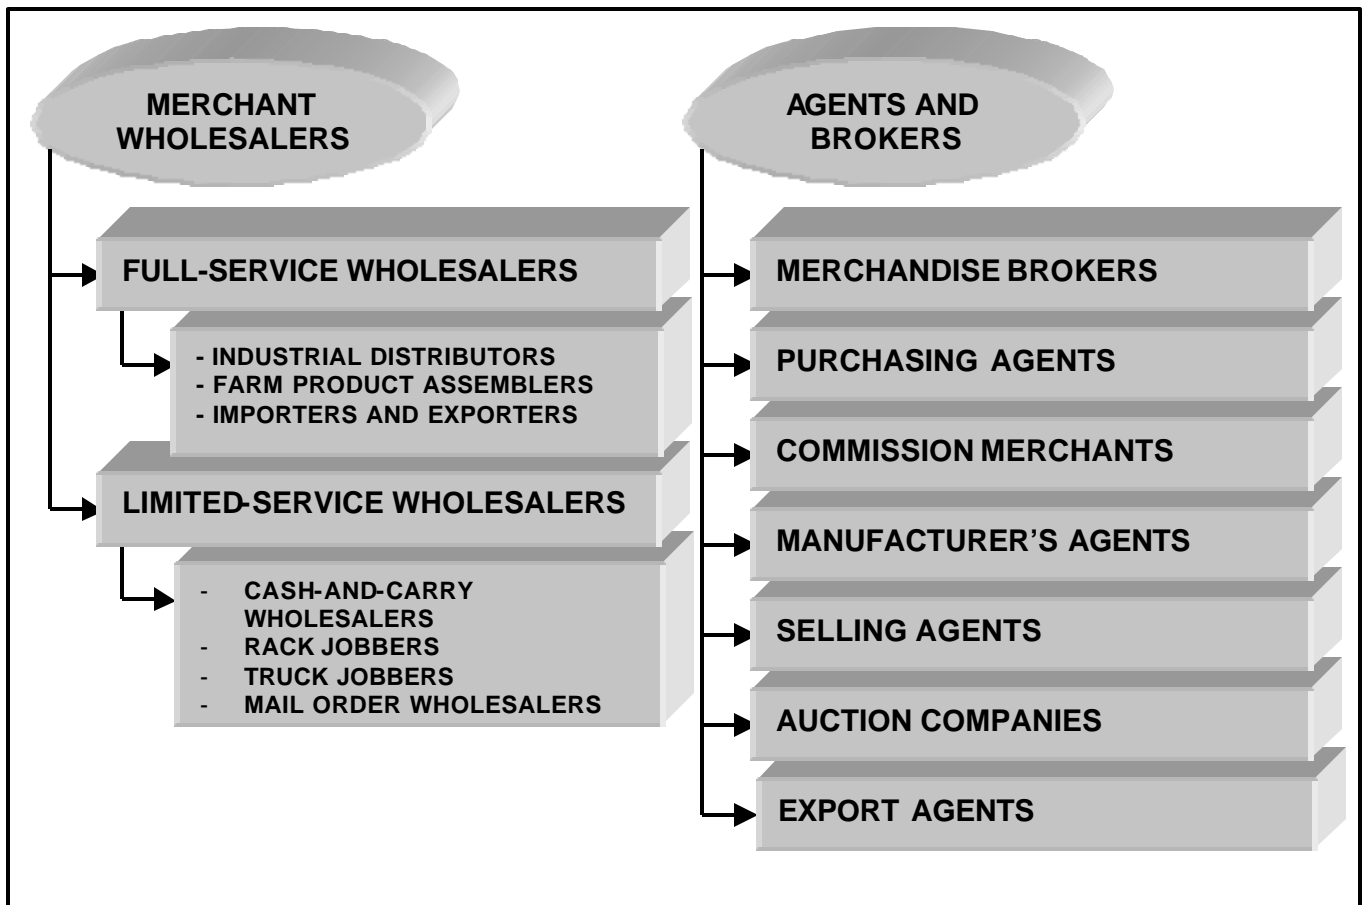 MERCHANT
WHOLESALERS
FULL-SERVICE WHOLESALERS
- INDUSTRIAL DISTRIBUTORS
- FARM PRODUCT ASSEMBLERS
- IMPORTERS AND EXPORTERS
LIMITED-SERVICE WHOLESALERS
- CASH-AND-CARRY
WHOLESALERS
- RACK JOBBERS
- TRUCK JOBBERS
- MAIL ORDER WHOLESALERS
AGENTS AND
BROKERS
MERCHANDISE BROKERS
PURCHASING AGENTS
COMMISSION MERCHANTS
MANUFACTURER’S AGENTS
SELLING AGENTS
AUCTION COMPANIES
EXPORT AGENTS